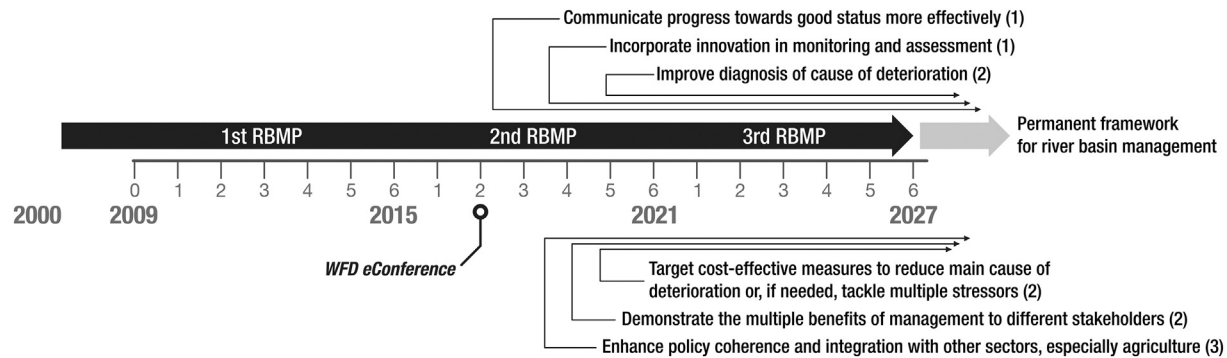 Communicate progress towards good status more effectively (1)
Incorporate innovation in monitoring and assessment (1)
Improve diagnosis of cause of deterioration (2)
1st RBMP 2nd RBMP 3rd RBMP
Permanent framework
for river basin management
0 1 2 3 4 5 6 1 2 3 4 5 6 1 2 3 4 5 6
2000 2009 2015 2021 2027
WFD eConference
Target cost-effective measures to reduce main cause of
deterioration or, if needed, tackle multiple stressors (2)
Demonstrate the multiple benefits of management to different stakeholders (2)
Enhance policy coherence and integration with other sectors, especially agriculture (3)